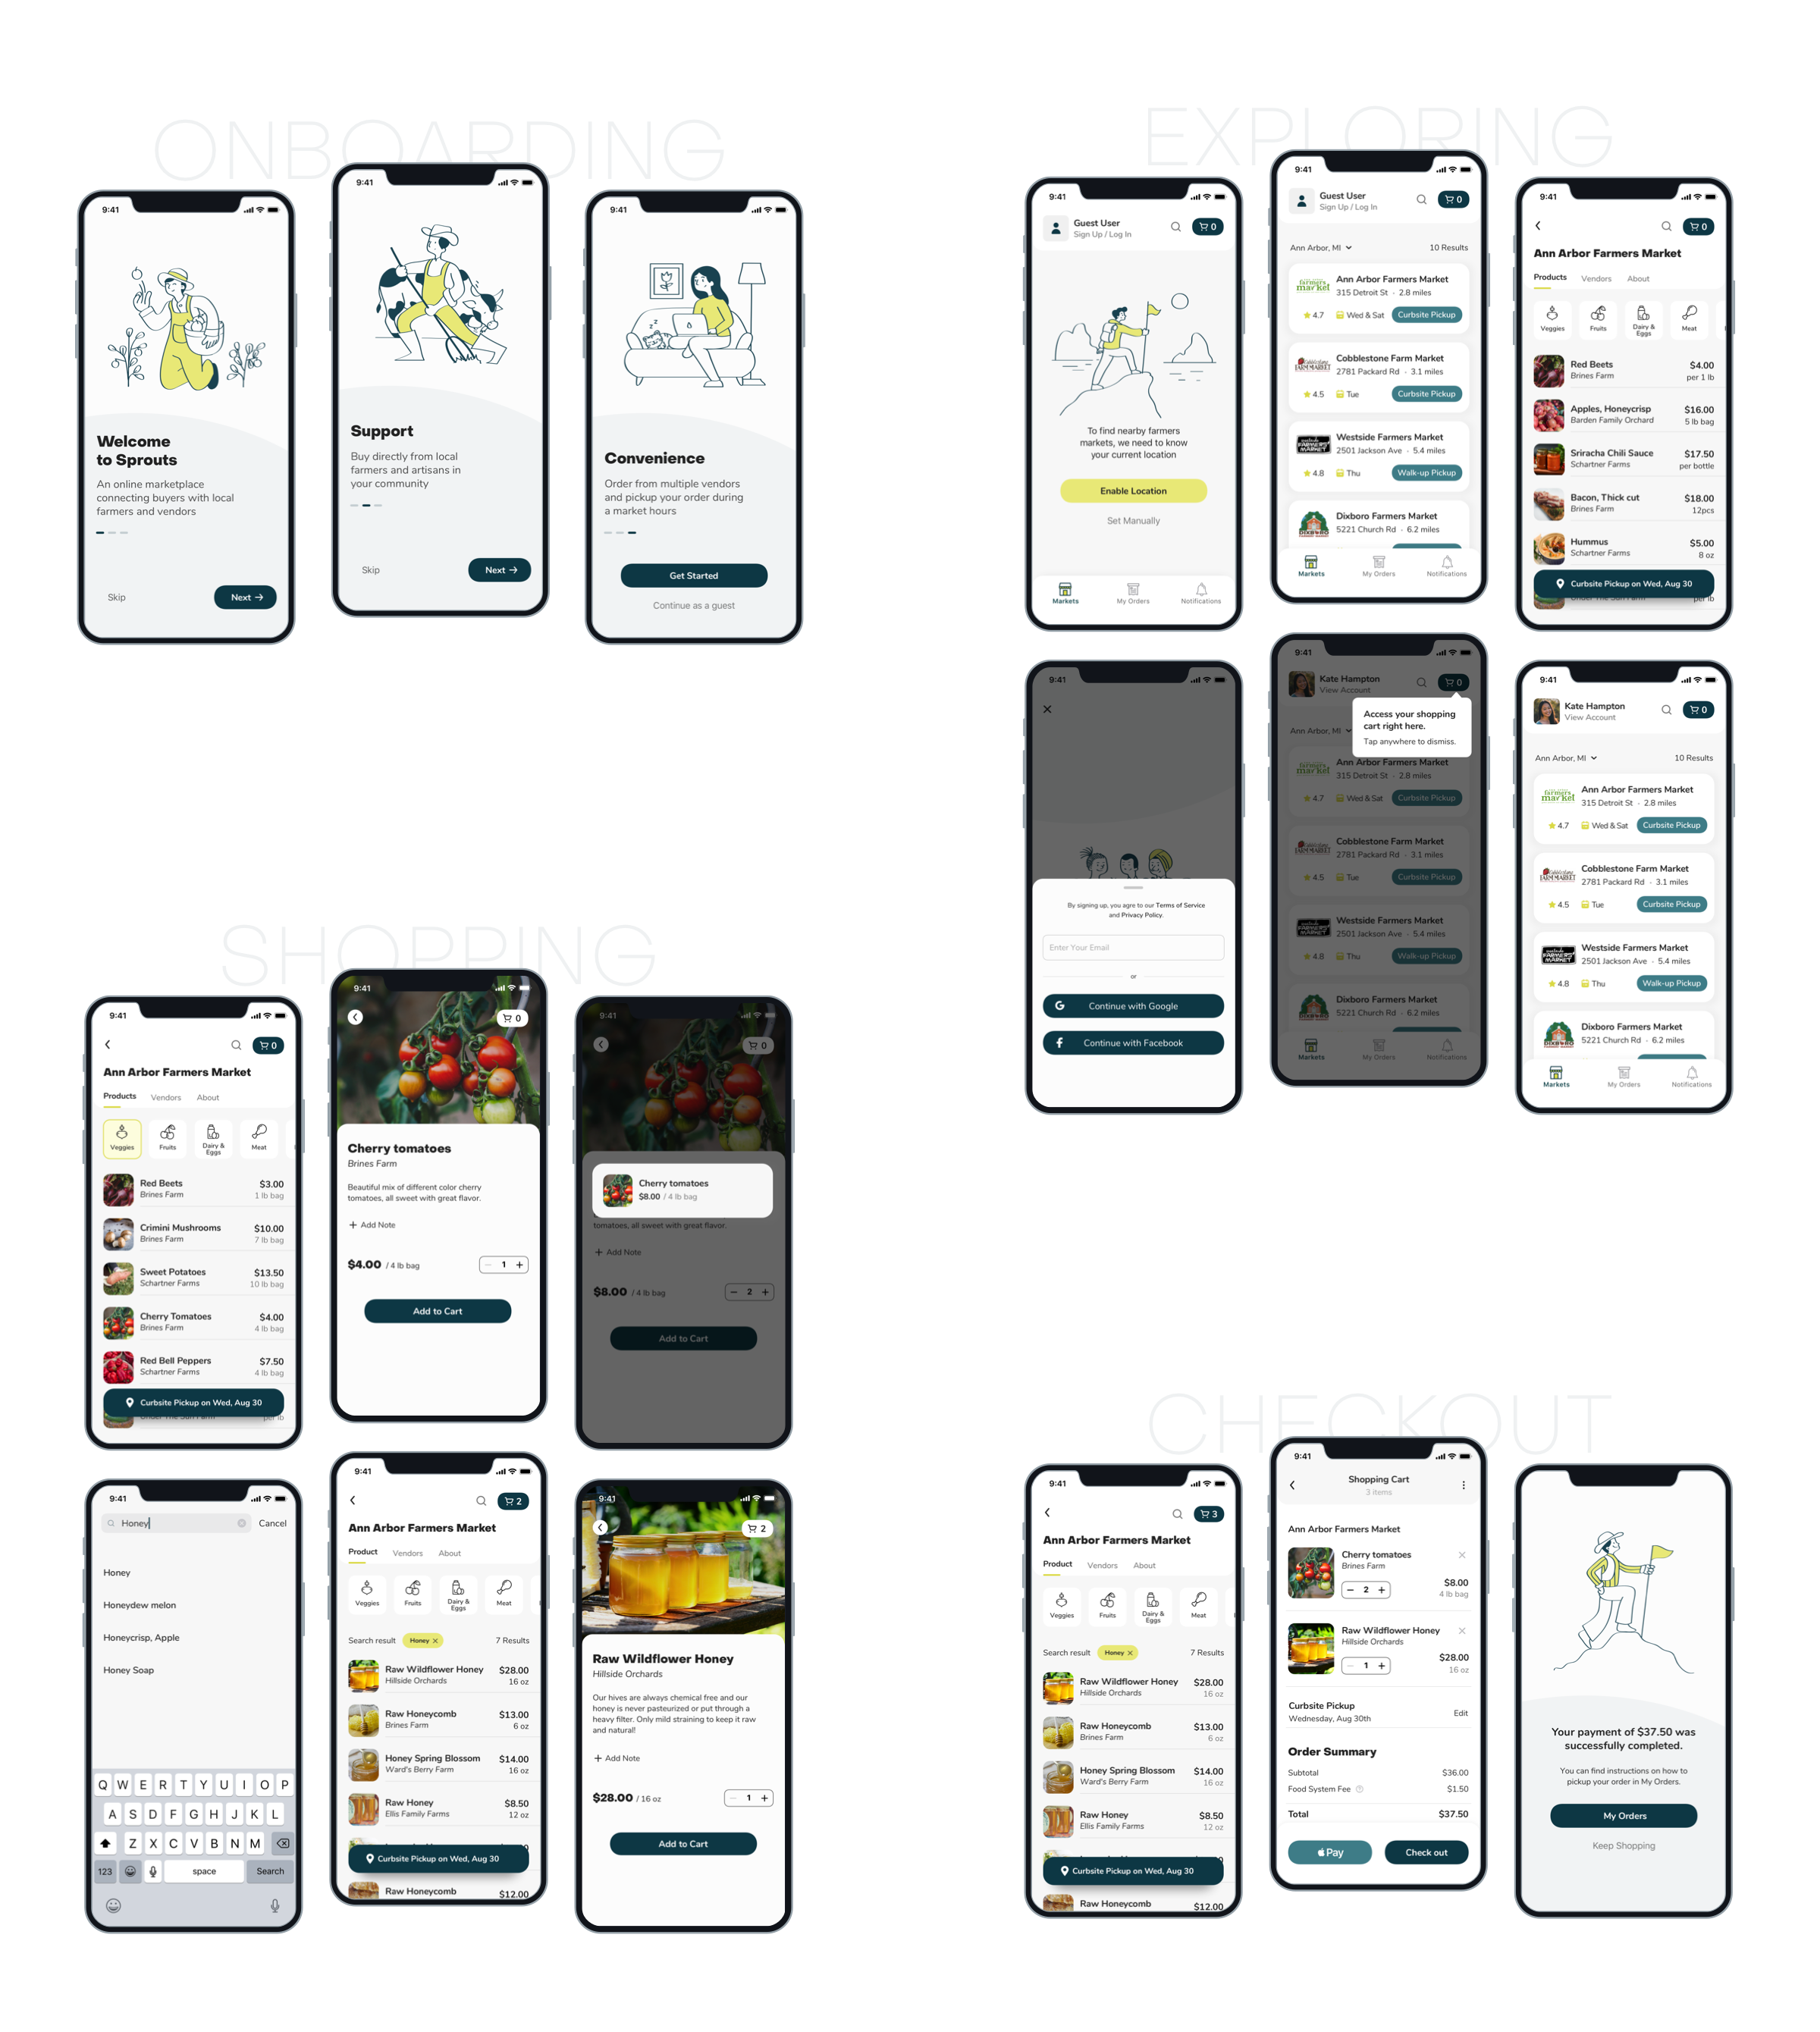 ONBOARDING
9:41
Welcome
to Sprouts
An online marketplace
connecting buyers with local
farmers and vendors
Skip
Next →
9:41
Support
Buy directly from local
farmers and artisans in
your community
Skip
Next →
9:41
Convenience
Order from multiple vendors
and pickup your order during
a market hours
Get Started
Continue as a guest
EXPLORING
9:41
Guest User
Sign Up / Log In
0
To find nearby farmers
markets, we need to know
your current location
Enable Location
Set Manually
Markets
My Orders
Notifications
9:41
Guest User
Sign Up / Log In
0
Ann Arbor, MI
10 Results
farmers
market
Ann Arbor Farmers Market
315 Detroit St · 2.8 miles
4.7
Wed & Sat
Curbsite Pickup
Cobblestone
FARM MARKET
Cobblestone Farm Market
2781 Packard Rd · 3.1 miles
4.5
Tue
Curbsite Pickup
westside
FARMERS'
MARKET
Westside Farmers Market
2501 Jackson Ave · 5.4 miles
4.8
Thu
Walk-up Pickup
DIXBORO
Dixboro Farmers Market
5221 Church Rd · 6.2 miles
Markets
My Orders
Notifications
9:41
0
Ann Arbor Farmers Market
Products
Vendors
About
Veggies
Fruits
Dairy &
Eggs
Meat
Red Beets $4.00
Brines Farm per 1 lb
Apples, Honeycrisp $16.00
Barden Family Orchard 5 lb bag
Sriracha Chili Sauce $17.50
Schartner Farms per bottle
Bacon, Thick cut $18.00
Brines Farm 12pcs
Hummus $5.00
Schartner Farms 8 oz
Curbsite Pickup on Wed, Aug 30
Under The Sun Farm per lb
9:41
By signing up, you agre to our Terms of Service
and Privacy Policy.
Enter Your Email
or
Continue with Google
Continue with Facebook
9:41
Kate Hampton
View Account
0
Access your shopping
cart right here.
Tap anywhere to dismiss.
Ann Arbor, MI
farmers
market
Ann Arbor Farmers Market
315 Detroit St · 2.8 miles
4.7
Wed & Sat
Curbsite Pickup
Cobblestone
FARM MARKET
Cobblestone Farm Market
2781 Packard Rd · 3.1 miles
4.5
Tue
Curbsite Pickup
westside
FARMERS'
MARKET
Westside Farmers Market
2501 Jackson Ave · 5.4 miles
4.8
Thu
Walk-up Pickup
DIXBORO
Dixboro Farmers Market
5221 Church Rd · 6.2 miles
Markets
My Orders
Notifications
9:41
Kate Hampton
View Account
0
Ann Arbor, MI
10 Results
farmers
market
Ann Arbor Farmers Market
315 Detroit St · 2.8 miles
4.7
Wed & Sat
Curbsite Pickup
Cobblestone
FARM MARKET
Cobblestone Farm Market
2781 Packard Rd · 3.1 miles
4.5
Tue
Curbsite Pickup
westside
FARMERS'
MARKET
Westside Farmers Market
2501 Jackson Ave · 5.4 miles
4.8
Thu
Walk-up Pickup
DIXBORO
Dixboro Farmers Market
5221 Church Rd · 6.2 miles
Markets
My Orders
Notifications
SHOPPING
9:41
0
Ann Arbor Farmers Market
Products
Vendors
About
Veggies
Fruits
Dairy &
Eggs
Meat
Red Beets $3.00
Brines Farm 1 lb bag
Crimini Mushrooms $10.00
Brines Farm 7 lb bag
Sweet Potatoes $13.50
Schartner Farms 10 lb bag
Cherry Tomatoes $4.00
Brines Farm 4 lb bag
Red Bell Peppers $7.50
Schartner Farms 4 lb bag
Curbsite Pickup on Wed, Aug 30
Under The Sun Farm per lb
9:41
0
Cherry tomatoes
Brines Farm
Beautiful mix of different color cherry
tomatoes, all sweet with great flavor.
+ Add Note
$4.00 / 4 lb bag
− 1 +
Add to Cart
9:41
0
Cherry tomatoes
$8.00 / 4 lb bag
tomatoes, all sweet with great flavor.
+ Add Note
$8.00 / 4 lb bag
− 2 +
Add to Cart
9:41
Honey
Cancel
Honey
Honeydew melon
Honeycrisp, Apple
Honey Soap
Q W E R T Y U I O P
A S D F G H J K L
Z X C V B N M
123
space
Search
9:41
2
Ann Arbor Farmers Market
Product
Vendors
About
Veggies
Fruits
Dairy &
Eggs
Meat
Search result
Honey ×
7 Results
Raw Wildflower Honey $28.00
Hillside Orchards 16 oz
Raw Honeycomb $13.00
Brines Farm 6 oz
Honey Spring Blossom $14.00
Ward's Berry Farm 16 oz
Raw Honey $8.50
Ellis Family Farms 12 oz
Curbsite Pickup on Wed, Aug 30
Raw Honeycomb $12.00
9:41
2
Raw Wildflower Honey
Hillside Orchards
Our hives are always chemical free and our
honey is never pasteurized or put through a
heavy filter. Only mild straining to keep it raw
and natural!
+ Add Note
$28.00 / 16 oz
− 1 +
Add to Cart
CHECKOUT
9:41
3
Ann Arbor Farmers Market
Product
Vendors
About
Veggies
Fruits
Dairy &
Eggs
Meat
Search result
Honey ×
7 Results
Raw Wildflower Honey $28.00
Hillside Orchards 16 oz
Raw Honeycomb $13.00
Brines Farm 6 oz
Honey Spring Blossom $14.00
Ward's Berry Farm 16 oz
Raw Honey $8.50
Ellis Family Farms 12 oz
Curbsite Pickup on Wed, Aug 30
Raw Honeycomb $12.00
9:41
Shopping Cart
3 items
Ann Arbor Farmers Market
Cherry tomatoes
Brines Farm
− 2 +
$8.00
4 lb bag
Raw Wildflower Honey
Hillside Orchards
− 1 +
$28.00
16 oz
Curbsite Pickup
Wednesday, Aug 30th
Edit
Order Summary
Subtotal $36.00
Food System Fee $1.50
Total $37.50
Pay
Check out
Your payment of $37.50 was
successfully completed.
You can find instructions on how to
pickup your order in My Orders.
My Orders
Keep Shopping